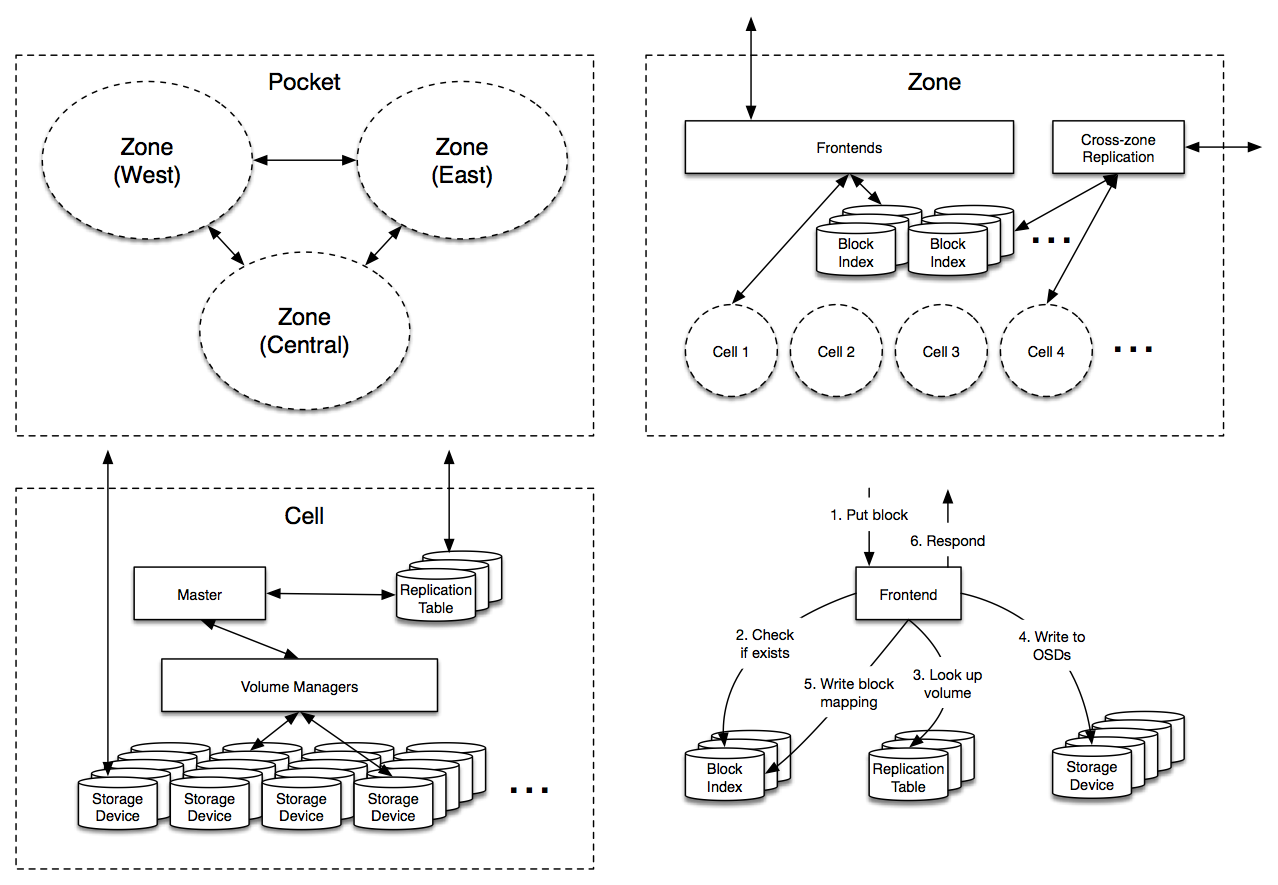 Pocket
Zone
(West)
Zone
(East)
Zone
(Central)
Zone
Frontends
Cross-zone
Replication
Block
Index
Block
Index
...
Cell 1
Cell 2
Cell 3
Cell 4
...
Cell
Master
Replication
Table
Volume Managers
Storage
Device
Storage
Device
Storage
Device
Storage
Device
...
1. Put block
6. Respond
Frontend
2. Check
if exists
5. Write block
mapping
3. Look up
volume
4. Write to
OSDs
Block
Index
Replication
Table
Storage
Device